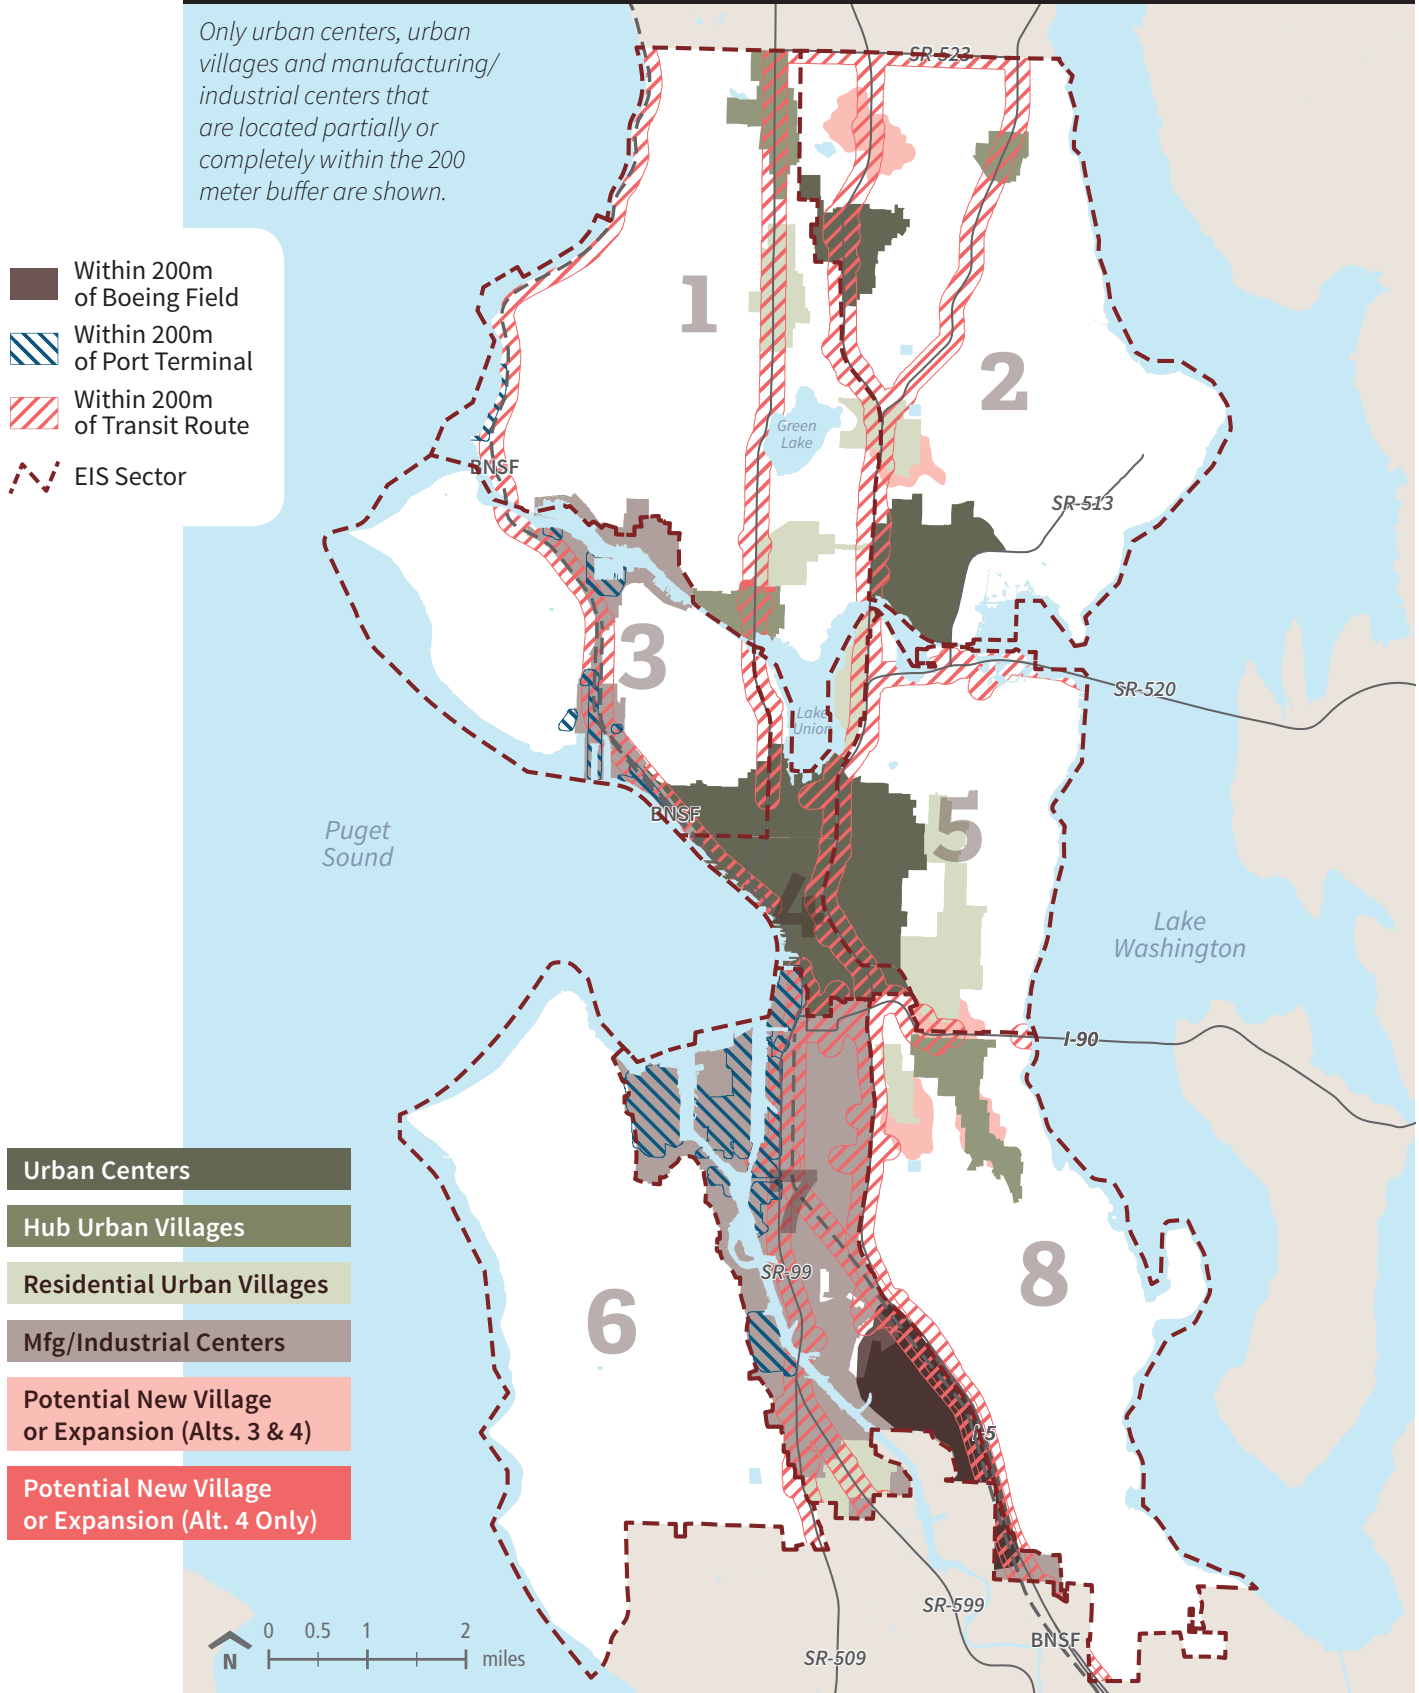 Only urban centers, urban
villages and manufacturing/
industrial centers that
are located partially or
completely within the 200
meter buffer are shown.
Within 200m
of Boeing Field
Within 200m
of Port Terminal
Within 200m
of Transit Route
EIS Sector
SR-523
1
2
Green
Lake
BNSF
SR-513
3
SR-520
Lake
Union
BNSF
5
Puget
Sound
4
Lake
Washington
I-90
7
8
SR-99
6
I-5
Urban Centers
Hub Urban Villages
Residential Urban Villages
Mfg/Industrial Centers
Potential New Village
or Expansion (Alts. 3 & 4)
Potential New Village
or Expansion (Alt. 4 Only)
SR-599
BNSF
SR-509
N
0 0.5 1 2
miles